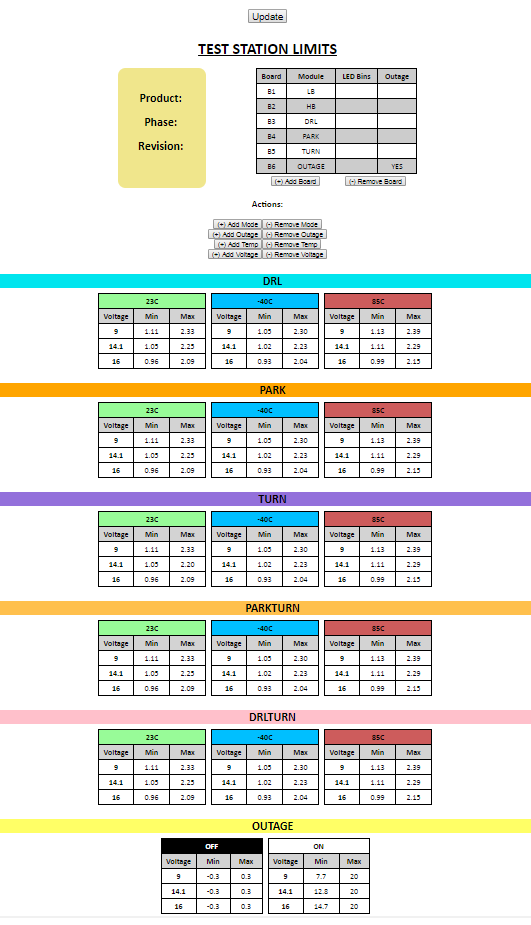 Update
TEST STATION LIMITS
Product:
Phase:
Revision:
Board Module LED Bins Outage
B1 LB
B2 HB
B3 DRL
B4 PARK
B5 TURN
B6 OUTAGE YES
(+) Add Board (-) Remove Board
Actions:
(+) Add Mode (-) Remove Mode
(+) Add Outage (-) Remove Outage
(+) Add Temp (-) Remove Temp
(+) Add Voltage (-) Remove Voltage
DRL
23C -40C 85C
Voltage Min Max Voltage Min Max Voltage Min Max
9 1.11 2.33 9 1.05 2.30 9 1.13 2.39
14.1 1.05 2.25 14.1 1.02 2.23 14.1 1.11 2.29
16 0.96 2.09 16 0.93 2.04 16 0.99 2.15
PARK
23C -40C 85C
Voltage Min Max Voltage Min Max Voltage Min Max
9 1.11 2.33 9 1.05 2.30 9 1.13 2.39
14.1 1.05 2.25 14.1 1.02 2.23 14.1 1.11 2.29
16 0.96 2.09 16 0.93 2.04 16 0.99 2.15
TURN
23C -40C 85C
Voltage Min Max Voltage Min Max Voltage Min Max
9 1.11 2.33 9 1.05 2.30 9 1.13 2.39
14.1 1.05 2.20 14.1 1.02 2.23 14.1 1.11 2.29
16 0.96 2.09 16 0.93 2.04 16 0.99 2.15
PARKTURN
23C -40C 85C
Voltage Min Max Voltage Min Max Voltage Min Max
9 1.11 2.33 9 1.05 2.30 9 1.13 2.39
14.1 1.05 2.25 14.1 1.02 2.23 14.1 1.11 2.29
16 0.96 2.09 16 0.93 2.04 16 0.99 2.15
DRLTURN
23C -40C 85C
Voltage Min Max Voltage Min Max Voltage Min Max
9 1.11 2.33 9 1.05 2.30 9 1.13 2.39
14.1 1.05 2.25 14.1 1.02 2.23 14.1 1.11 2.29
16 0.96 2.09 16 0.93 2.04 16 0.99 2.15
OUTAGE
OFF ON
Voltage Min Max Voltage Min Max
9 -0.3 0.3 9 7.7 20
14.1 -0.3 0.3 14.1 12.8 20
16 -0.3 0.3 16 14.7 20